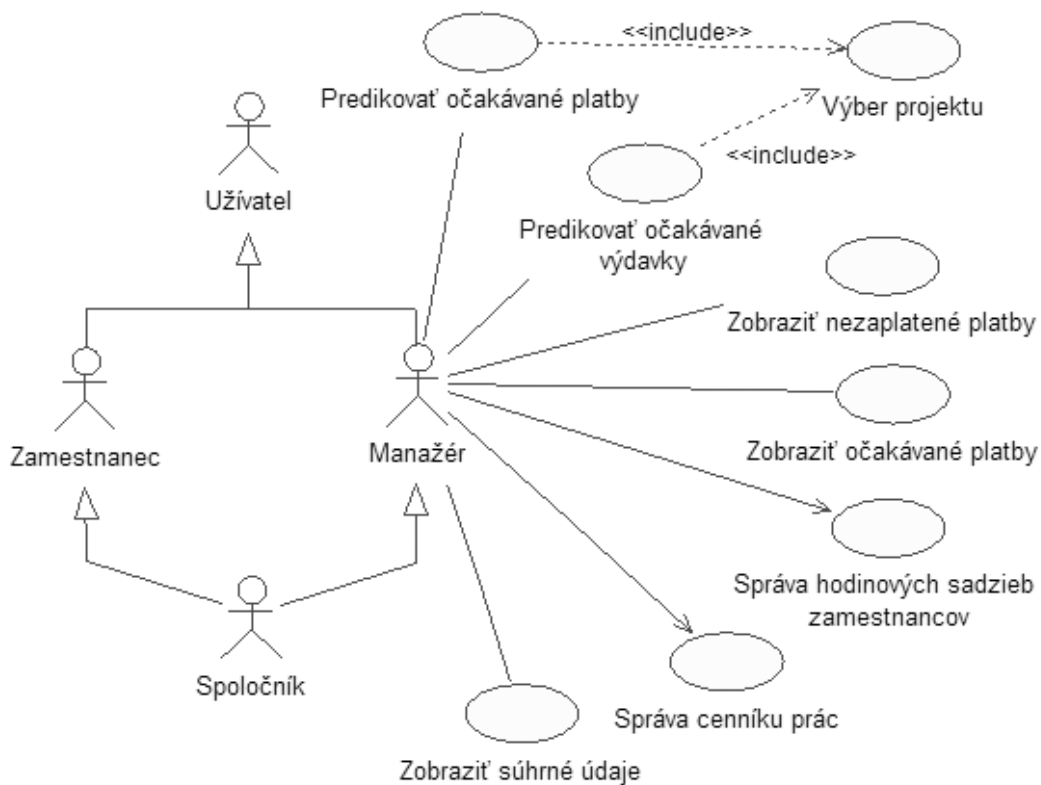 <<include>>
Predikovať očakávané platby
Výber projektu
<<include>>
Užívatel
Predikovať očakávané
výdavky
Zobraziť nezaplatené platby
Zamestnanec
Manažér
Zobraziť očakávané platby
Správa hodinových sadzieb
zamestnancov
Spoločník
Správa cenníku prác
Zobraziť súhrné údaje